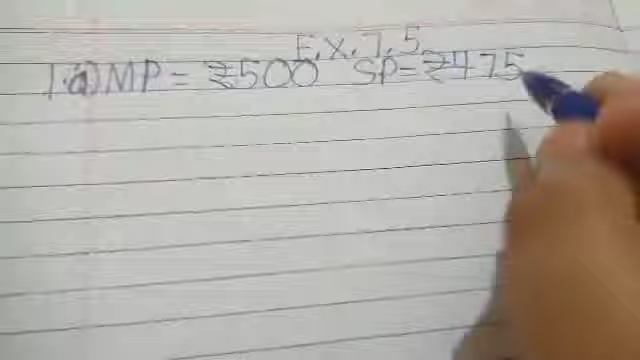 Ex. 7.5
1. a) MP = ₹500 SP = ₹475